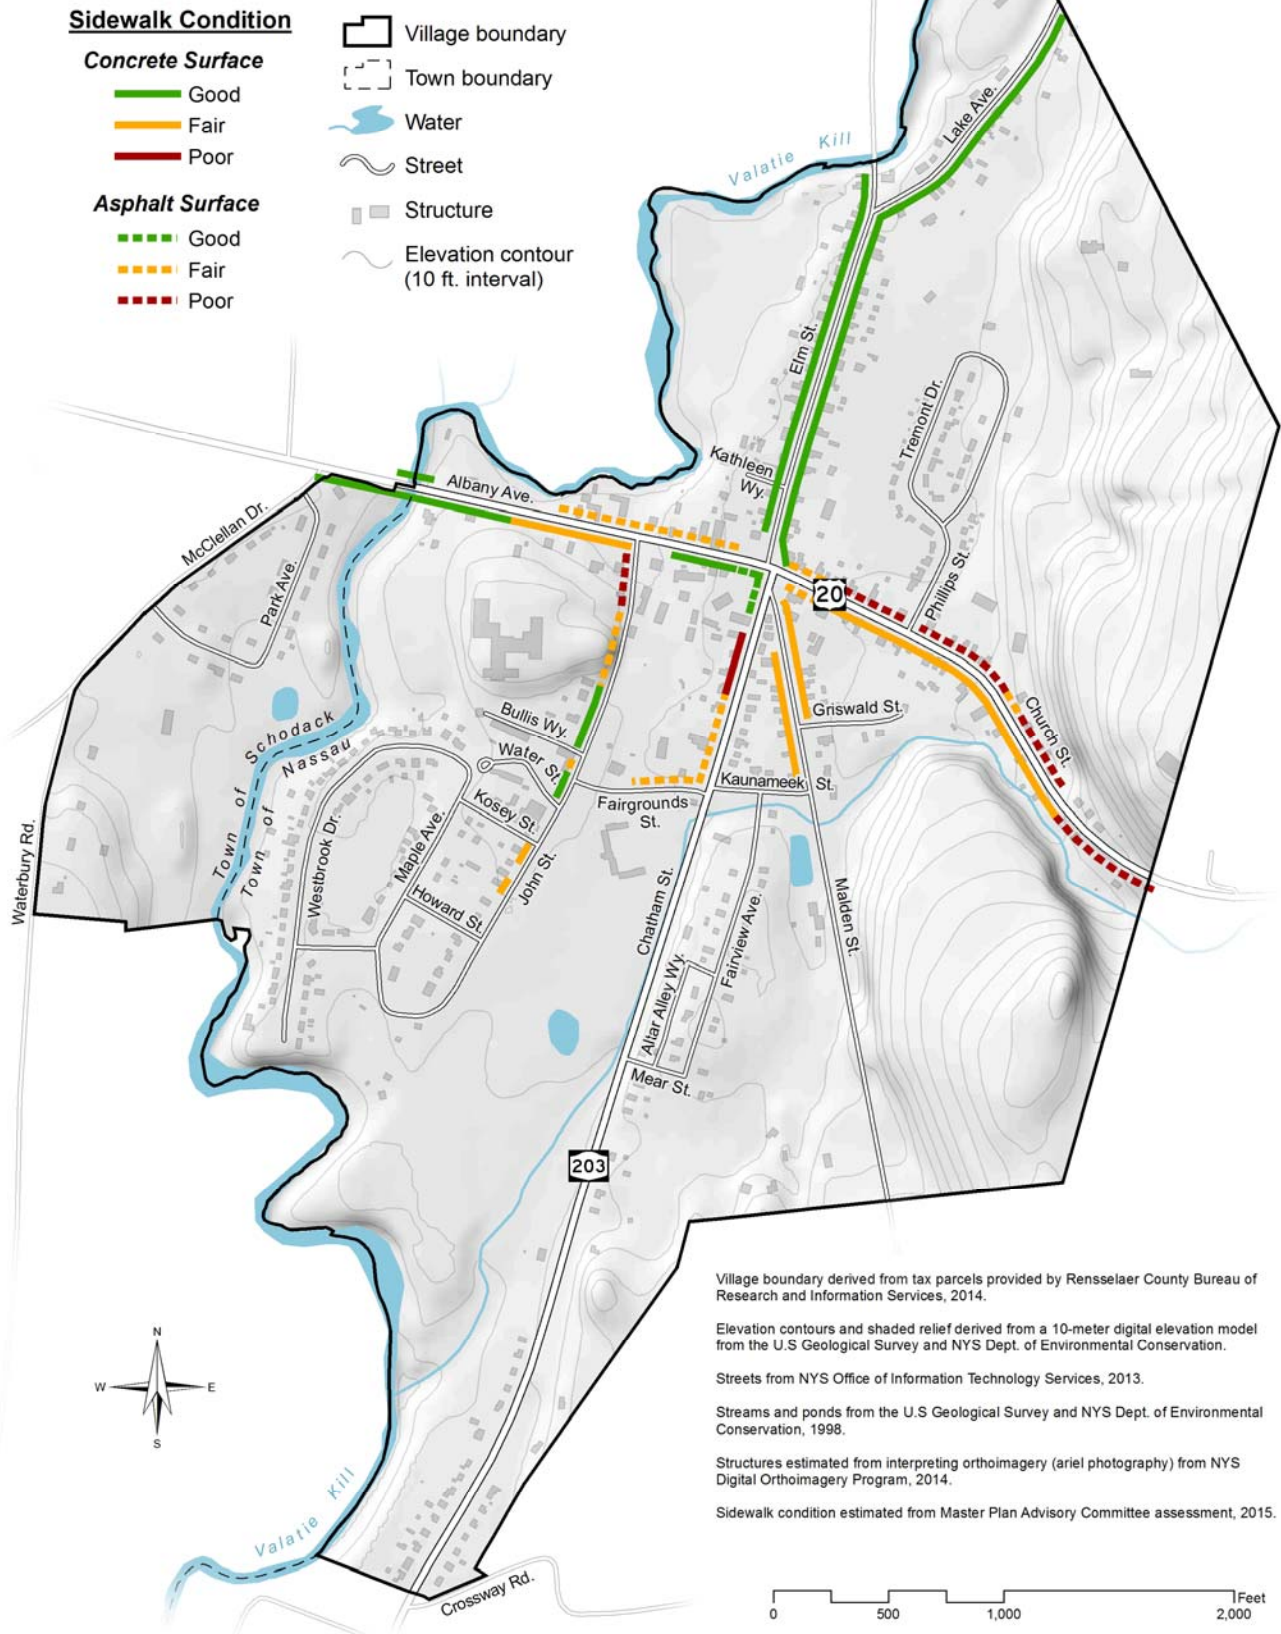 Sidewalk Condition
Concrete Surface
Good
Fair
Poor
Asphalt Surface
Good
Fair
Poor
Village boundary
Town boundary
Water
Street
Structure
Elevation contour
(10 ft. interval)
Valatie Kill
Lake Ave.
Elm St.
Tremont Dr.
Kathleen
Wy.
Albany Ave.
McClellan Dr.
Park Ave.
20
Phillips St.
Church St.
Griswald St.
Bullis Wy.
Water St.
Town of Schodack
Town of Nassau
Kaunameek St.
Fairgrounds
St.
Kosey St.
Westbrook Dr.
Maple Ave.
Howard St.
John St.
Waterbury Rd.
Chatham St.
Malden St.
Fairview Ave.
Altar Alley Wy.
Mear St.
203
Village boundary derived from tax parcels provided by Rensselaer County Bureau of
Research and Information Services, 2014.
Elevation contours and shaded relief derived from a 10-meter digital elevation model
from the U.S Geological Survey and NYS Dept. of Environmental Conservation.
Streets from NYS Office of Information Technology Services, 2013.
Streams and ponds from the U.S Geological Survey and NYS Dept. of Environmental
Conservation, 1998.
Structures estimated from interpreting orthoimagery (ariel photography) from NYS
Digital Orthoimagery Program, 2014.
Sidewalk condition estimated from Master Plan Advisory Committee assessment, 2015.
N
W E
S
Valatie Kill
Crossway Rd.
Feet
0 500 1,000 2,000